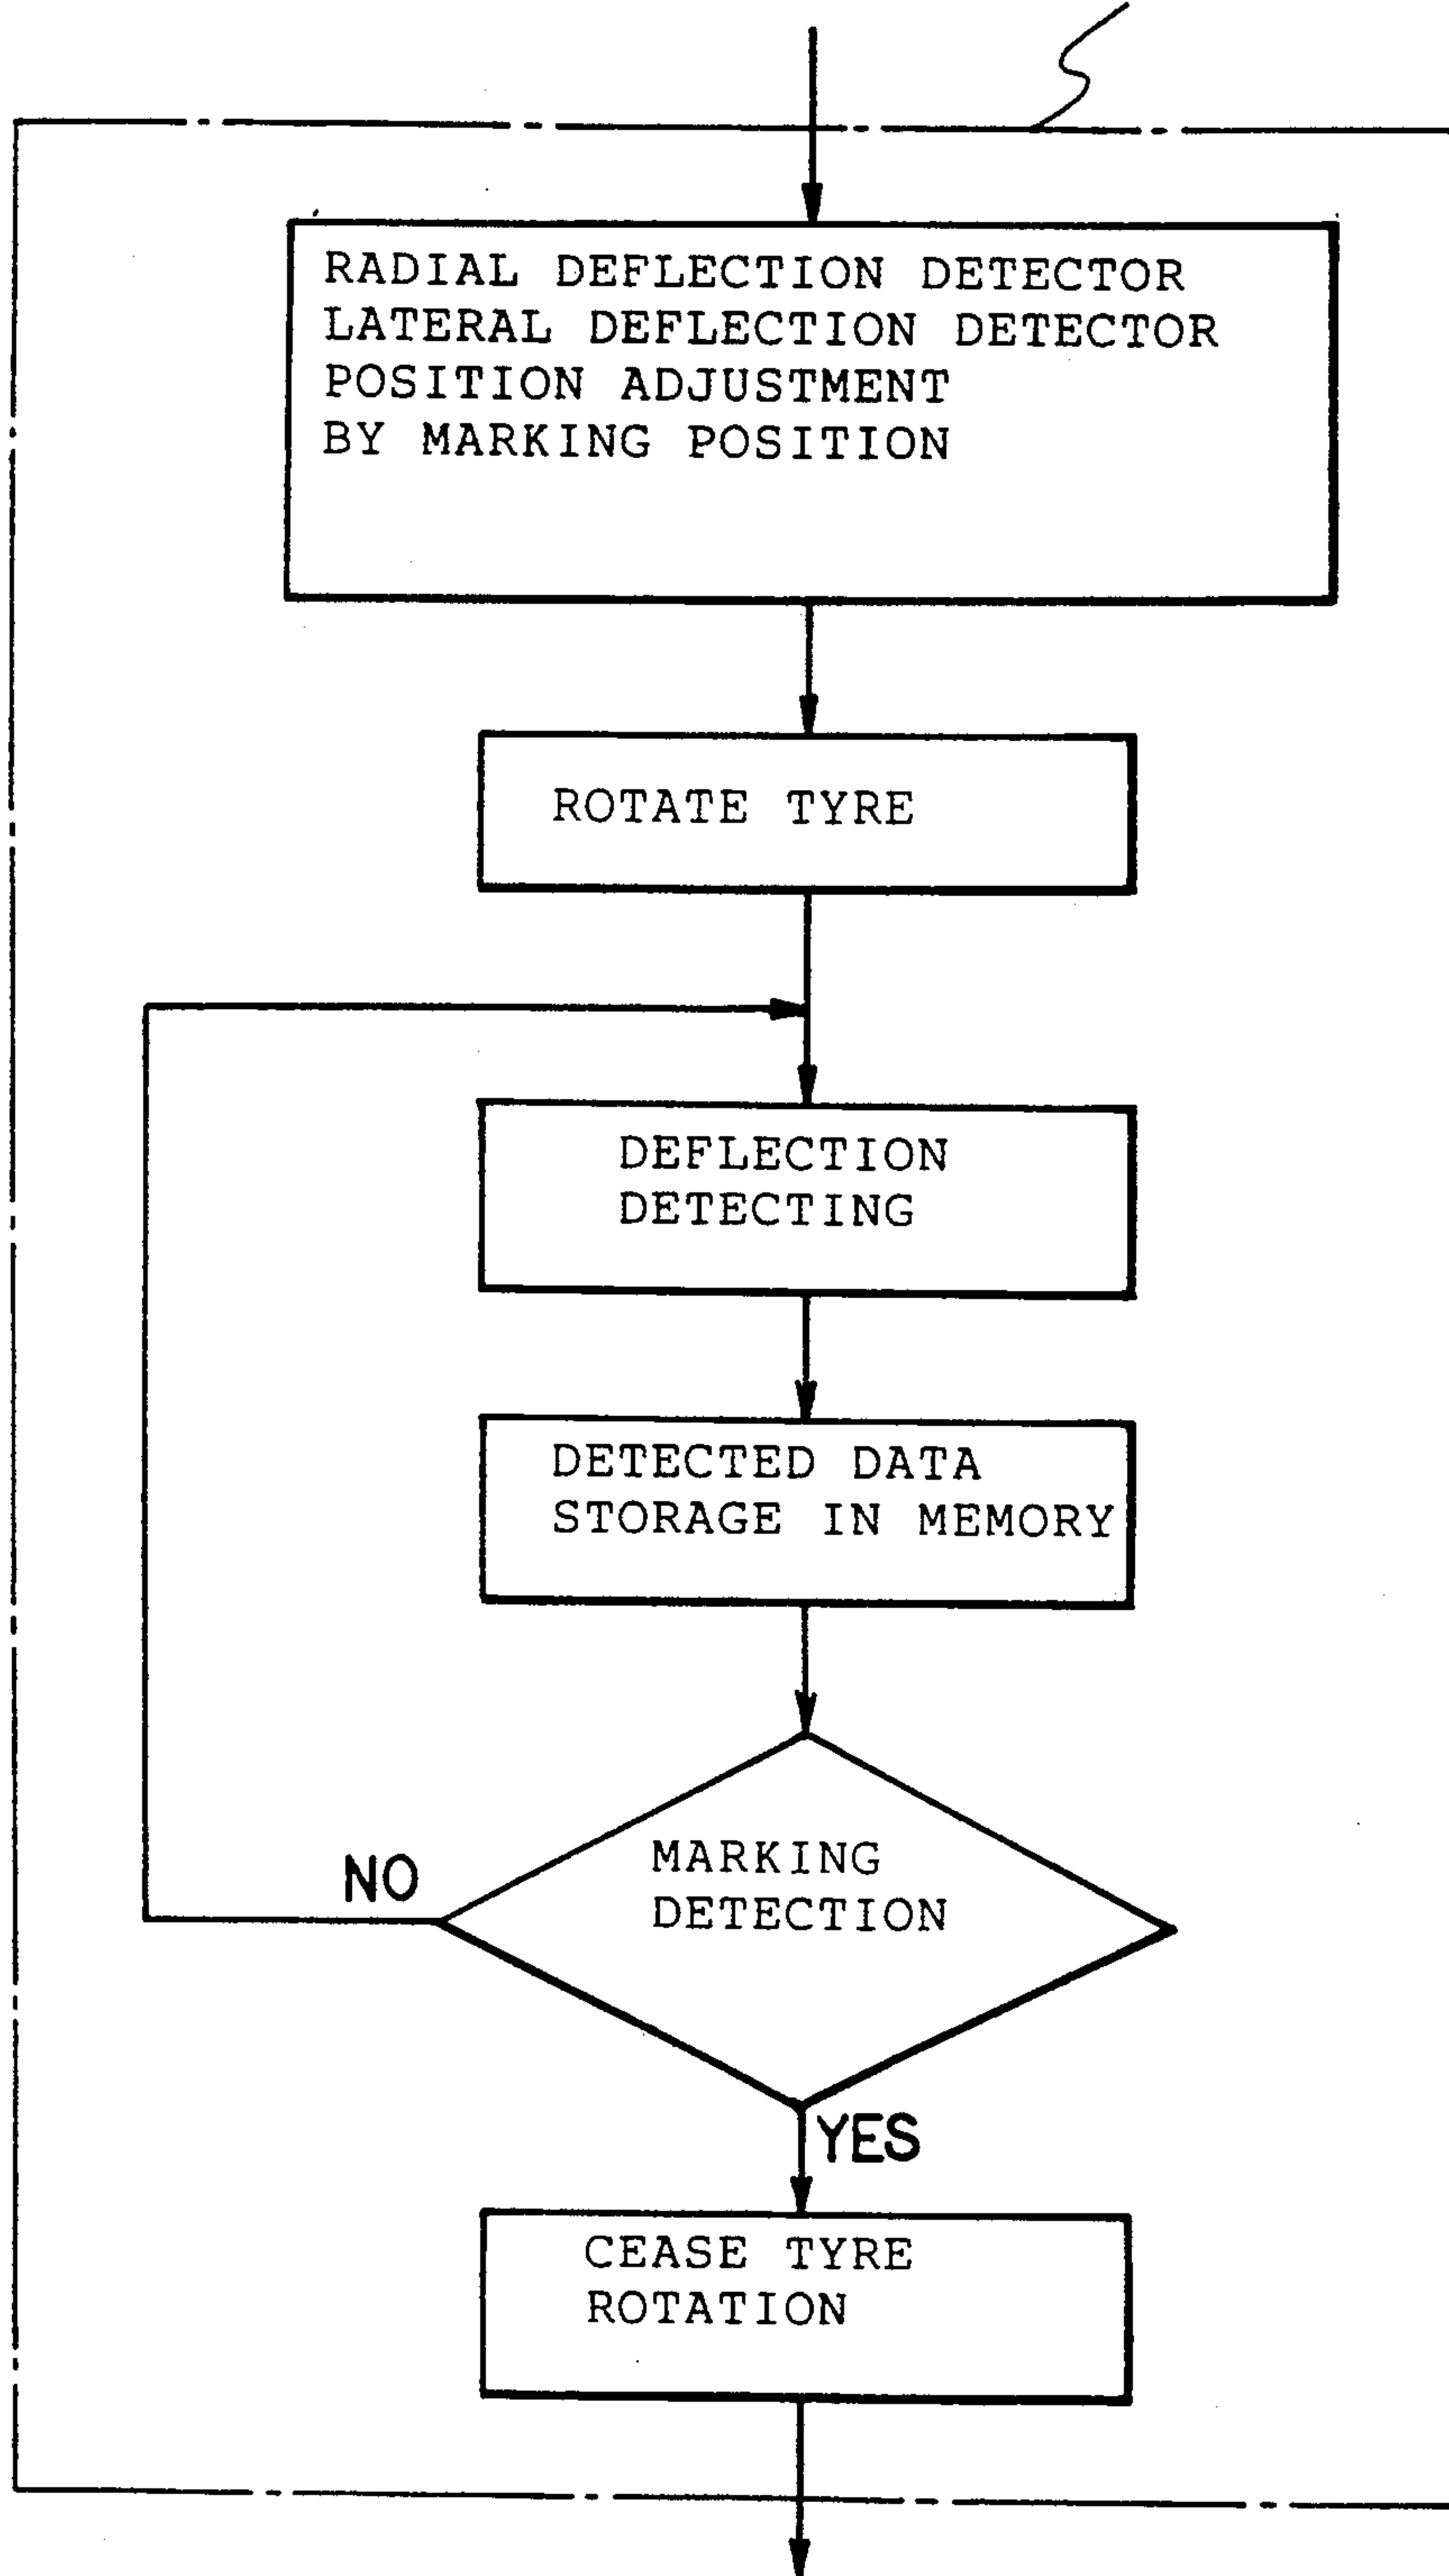 RADIAL DEFLECTION DETECTOR
LATERAL DEFLECTION DETECTOR
POSITION ADJUSTMENT
BY MARKING POSITION
ROTATE TYRE
DEFLECTION
DETECTING
DETECTED DATA
STORAGE IN MEMORY
MARKING
DETECTION
NO
YES
CEASE TYRE
ROTATION